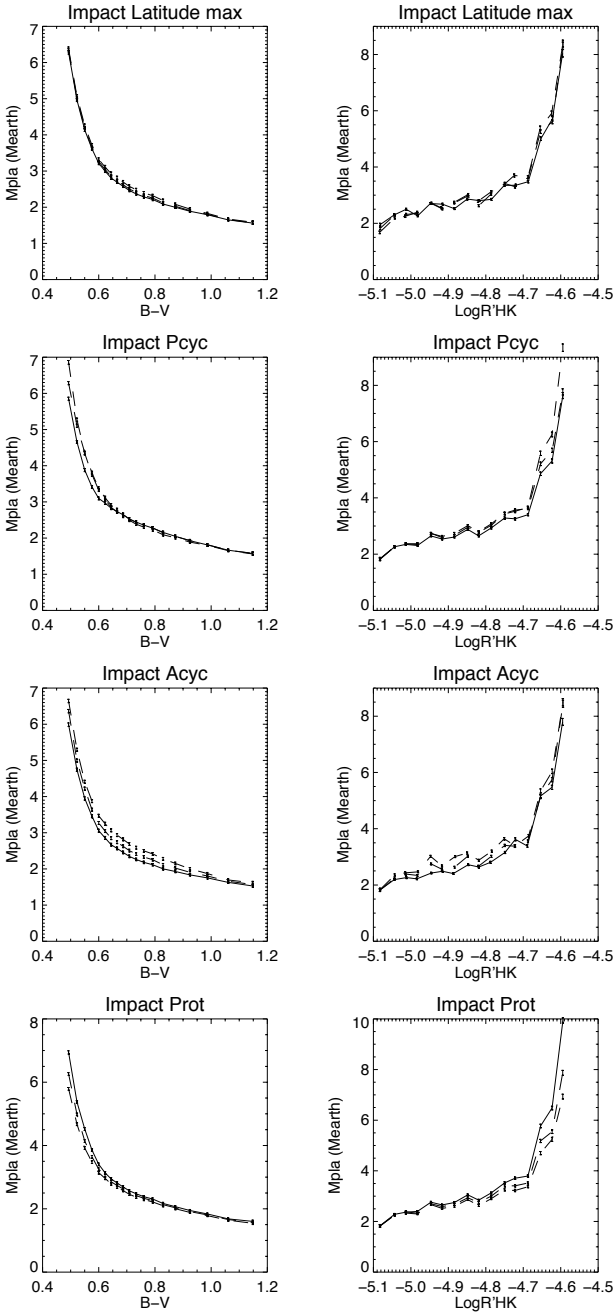 Impact Latitude max
Mpla (Mearth)
7
6
5
4
3
2
1
0
0.4 0.6 0.8 1.0 1.2
B−V
Impact Latitude max
Mpla (Mearth)
8
6
4
2
0
−5.1 −5.0 −4.9 −4.8 −4.7 −4.6 −4.5
LogR'HK
Impact Pcyc
Mpla (Mearth)
7
6
5
4
3
2
1
0
0.4 0.6 0.8 1.0 1.2
B−V
Impact Pcyc
Mpla (Mearth)
8
6
4
2
0
−5.1 −5.0 −4.9 −4.8 −4.7 −4.6 −4.5
LogR'HK
Impact Acyc
Mpla (Mearth)
7
6
5
4
3
2
1
0
0.4 0.6 0.8 1.0 1.2
B−V
Impact Acyc
Mpla (Mearth)
8
6
4
2
0
−5.1 −5.0 −4.9 −4.8 −4.7 −4.6 −4.5
LogR'HK
Impact Prot
Mpla (Mearth)
8
6
4
2
0
0.4 0.6 0.8 1.0 1.2
B−V
Impact Prot
Mpla (Mearth)
10
8
6
4
2
0
−5.1 −5.0 −4.9 −4.8 −4.7 −4.6 −4.5
LogR'HK